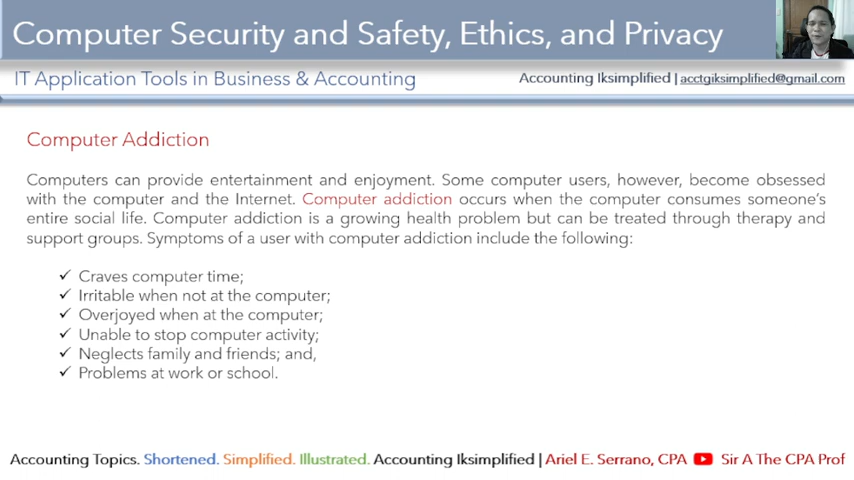 Computer Security and Safety, Ethics, and Privacy
IT Application Tools in Business & Accounting
Accounting Iksimplified | acctgiksimplified@gmail.com
Computer Addiction
Computers can provide entertainment and enjoyment. Some computer users, however, become obsessed
with the computer and the Internet. Computer addiction occurs when the computer consumes someone's
entire social life. Computer addiction is a growing health problem but can be treated through therapy and
support groups. Symptoms of a user with computer addiction include the following:
✓ Craves computer time;
✓ Irritable when not at the computer;
✓ Overjoyed when at the computer;
✓ Unable to stop computer activity;
✓ Neglects family and friends; and,
✓ Problems at work or school.
Accounting Topics. Shortened. Simplified. Illustrated. Accounting Iksimplified | Ariel E. Serrano, CPA Sir A The CPA Prof